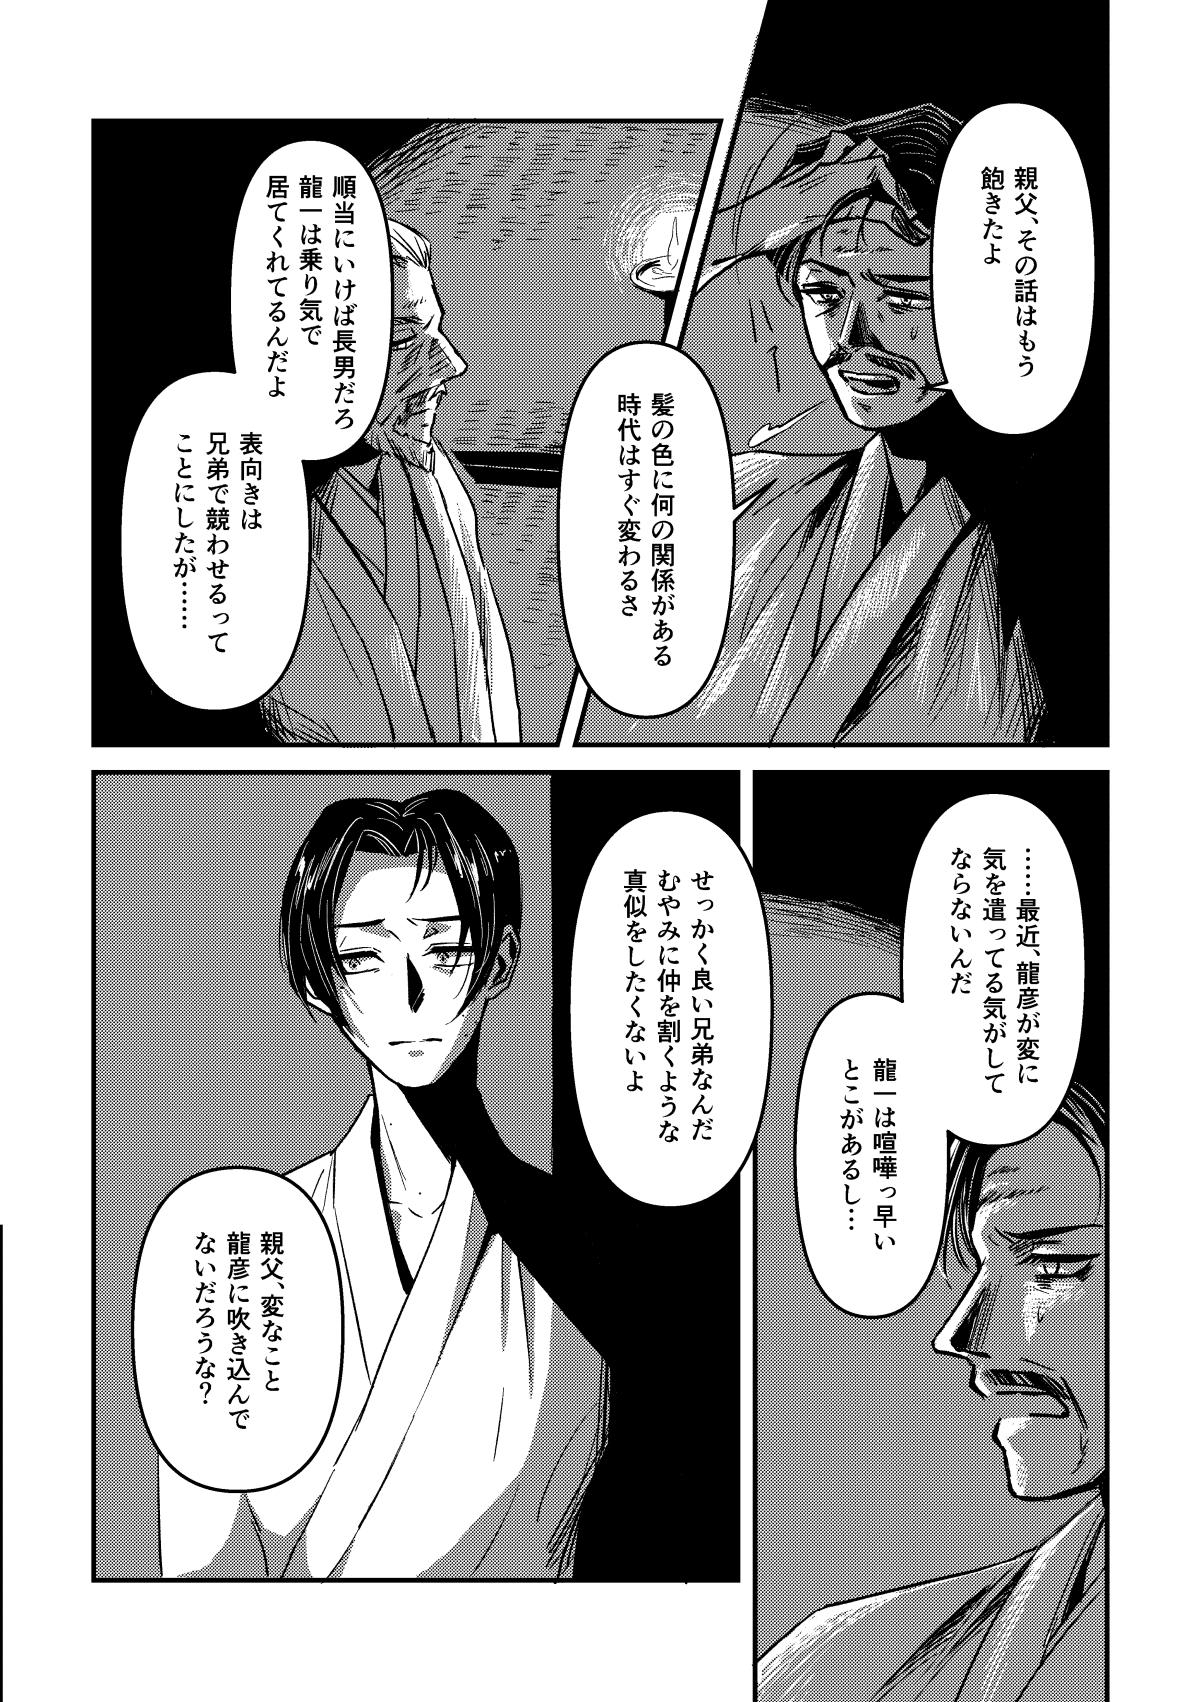 親父、その話はもう
飽きたよ
髪の色に何の関係がある
時代はすぐ変わるさ
順当にいけば長男だろ
龍一は乗り気で
居てくれてるんだよ
表向きは
兄弟で競わせるって
ことにしたが……
……最近、龍彦が変に
気を遣ってる気がして
ならないんだ
龍一は喧嘩っ早い
とこがあるし…
せっかく良い兄弟なんだ
むやみに仲を割くような
真似をしたくないよ
親父、変なこと
龍彦に吹き込んで
ないだろうな？